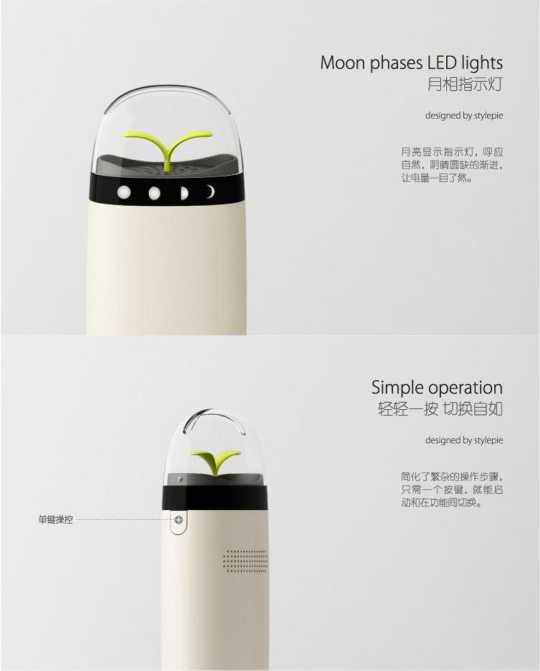 Moon phases LED lights
月相指示灯
designed by stylepie
月亮显示指示灯，呼应
自然，阴晴圆缺的渐进，
让电量一目了然。
Simple operation
轻轻一按 切换自如
designed by stylepie
简化了繁杂的操作步骤，
只需一个按键，就能启
动和在功能间切换。
单键操控